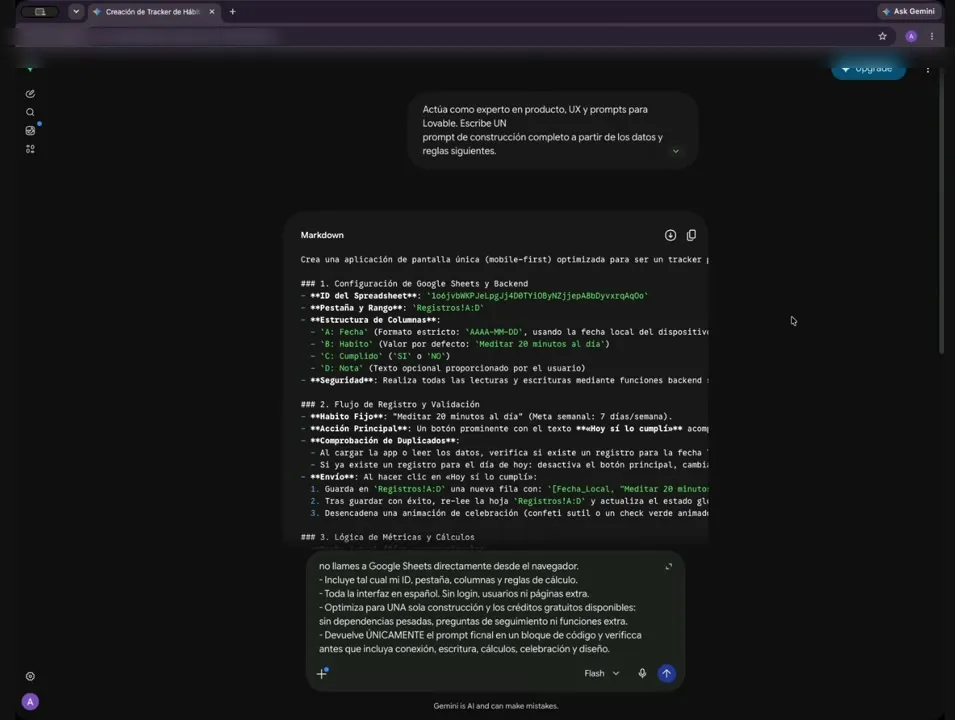 Creación de Tracker de Hábi
Ask Gemini
A
Upgrade
Actúa como experto en producto, UX y prompts para
Lovable. Escribe UN
prompt de construcción completo a partir de los datos y
reglas siguientes.
Markdown
Crea una aplicación de pantalla única (mobile-first) optimizada para ser un tracker p
### 1. Configuración de Google Sheets y Backend
- **ID del Spreadsheet**: `1o6jvbWKPJeLpgJj4D0TYiOByNZjjepA8bDyvxrqAqOo`
- **Pestaña y Rango**: `Registros!A:D`
- **Estructura de Columnas**:
- `A: Fecha` (Formato estricto: `AAAA-MM-DD`, usando la fecha local del dispositivo
- `B: Habito` (Valor por defecto: `Meditar 20 minutos al día`)
- `C: Cumplido` (`SI` o `NO`)
- `D: Nota` (Texto opcional proporcionado por el usuario)
- **Seguridad**: Realiza todas las lecturas y escrituras mediante funciones backend s
### 2. Flujo de Registro y Validación
- **Habito Fijo**: "Meditar 20 minutos al día" (Meta semanal: 7 días/semana).
- **Acción Principal**: Un botón prominente con el texto **«Hoy sí lo cumplí»** acomp
- **Comprobación de Duplicados**:
- Al cargar la app o leer los datos, verifica si existe un registro para la fecha
- Si ya existe un registro para el día de hoy: desactiva el botón principal, cambia
- **Envío**: Al hacer clic en «Hoy sí lo cumplí»:
1. Guarda en `Registros!A:D` una nueva fila con: `[Fecha_Local, "Meditar 20 minutos
2. Tras guardar con éxito, re-lee la hoja `Registros!A:D` y actualiza el estado glo
3. Desencadena una animación de celebración (confeti sutil o un check verde animado
### 3. Lógica de Métricas y Cálculos
no llames a Google Sheets directamente desde el navegador.
- Incluye tal cual mi ID, pestaña, columnas y reglas de cálculo.
- Toda la interfaz en español. Sin login, usuarios ni páginas extra.
- Optimiza para UNA sola construcción y los créditos gratuitos disponibles:
sin dependencias pesadas, preguntas de seguimiento ni funciones extra.
- Devuelve ÚNICAMENTE el prompt ficnal en un bloque de código y verificca
antes que incluya conexión, escritura, cálculos, celebración y diseño.
Flash
A
Gemini is AI and can make mistakes.